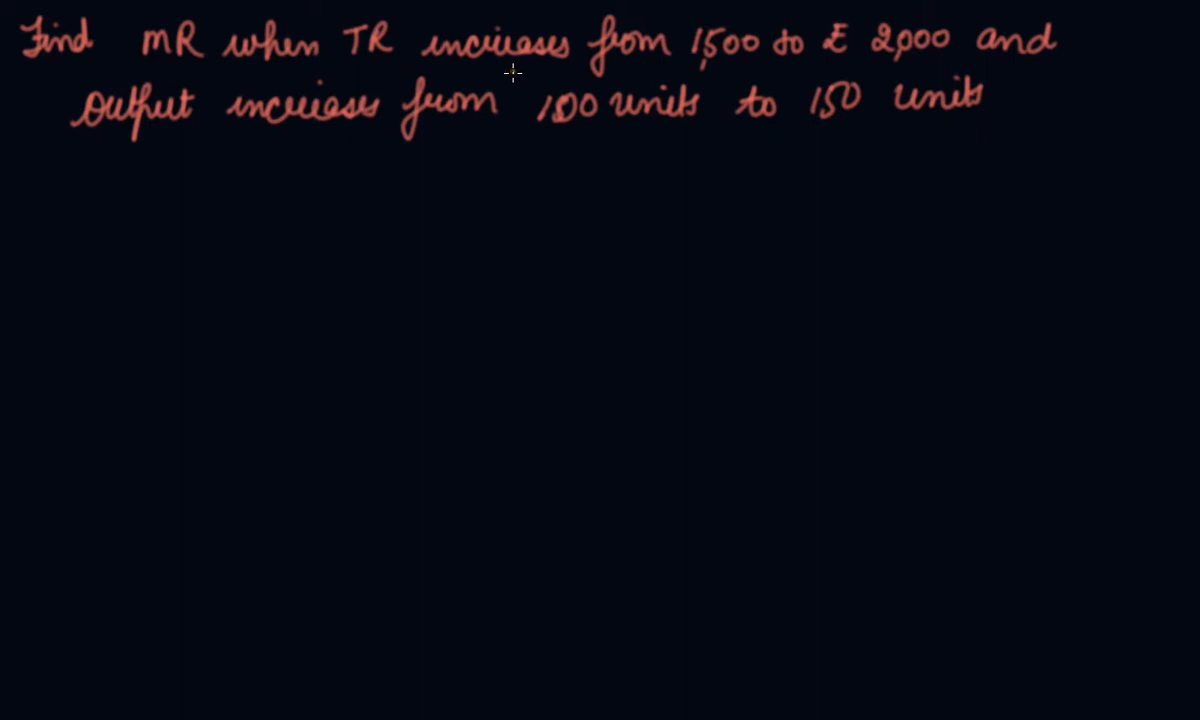 Find MR when TR increases from 1,500 to £ 2,000 and
Output increases from 100 units to 150 units